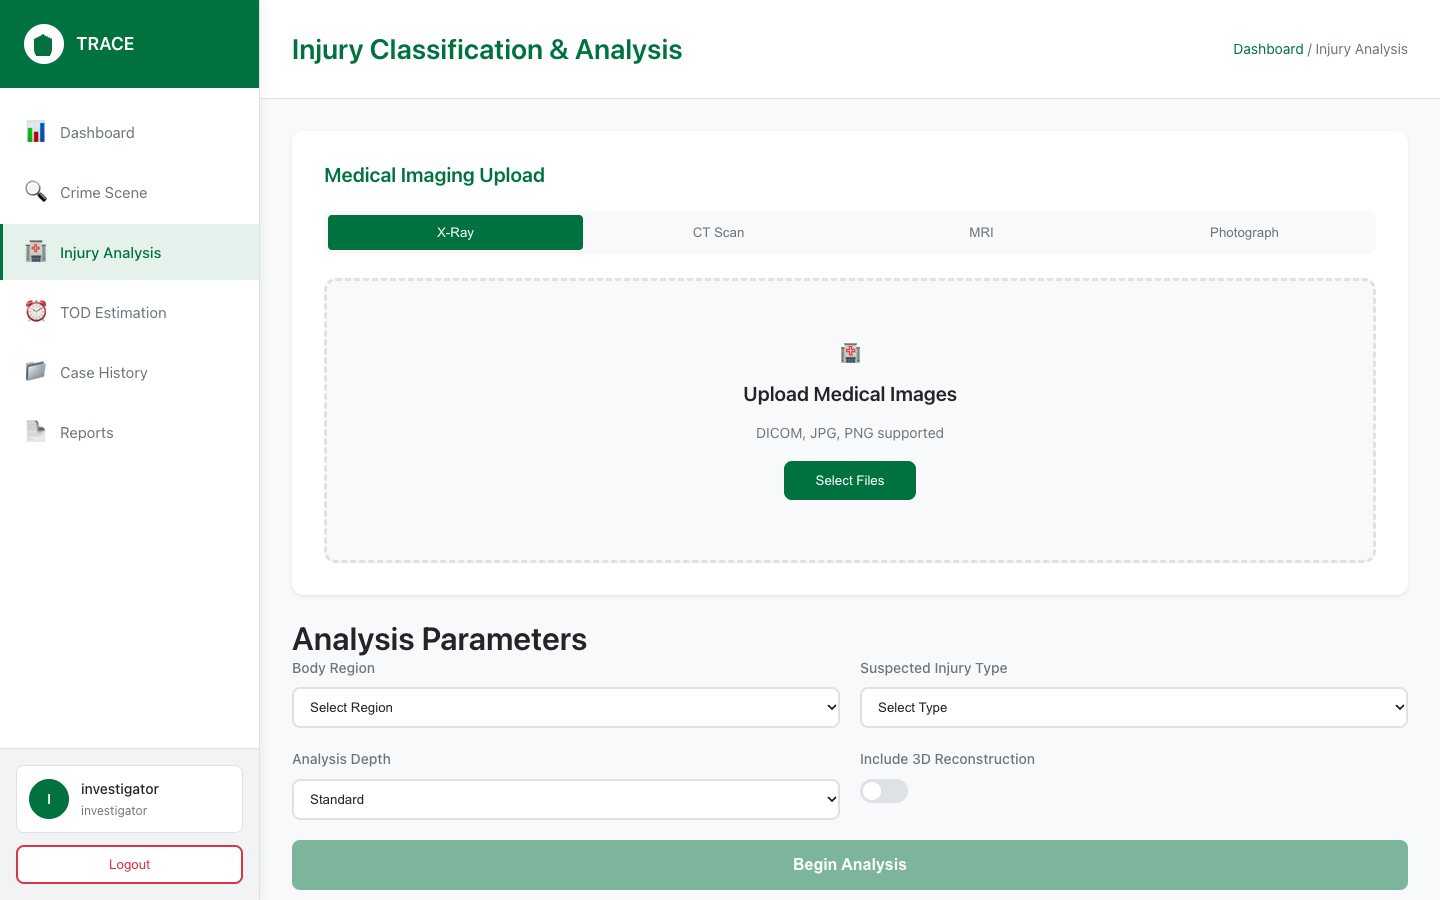 TRACE
Dashboard
Crime Scene
Injury Analysis
TOD Estimation
Case History
Reports
I
investigator
investigator
Logout
Injury Classification & Analysis
Dashboard / Injury Analysis
Medical Imaging Upload
X-Ray CT Scan MRI Photograph
Upload Medical Images
DICOM, JPG, PNG supported
Select Files
Analysis Parameters
Body Region
Select Region
Suspected Injury Type
Select Type
Analysis Depth
Standard
Include 3D Reconstruction
Begin Analysis